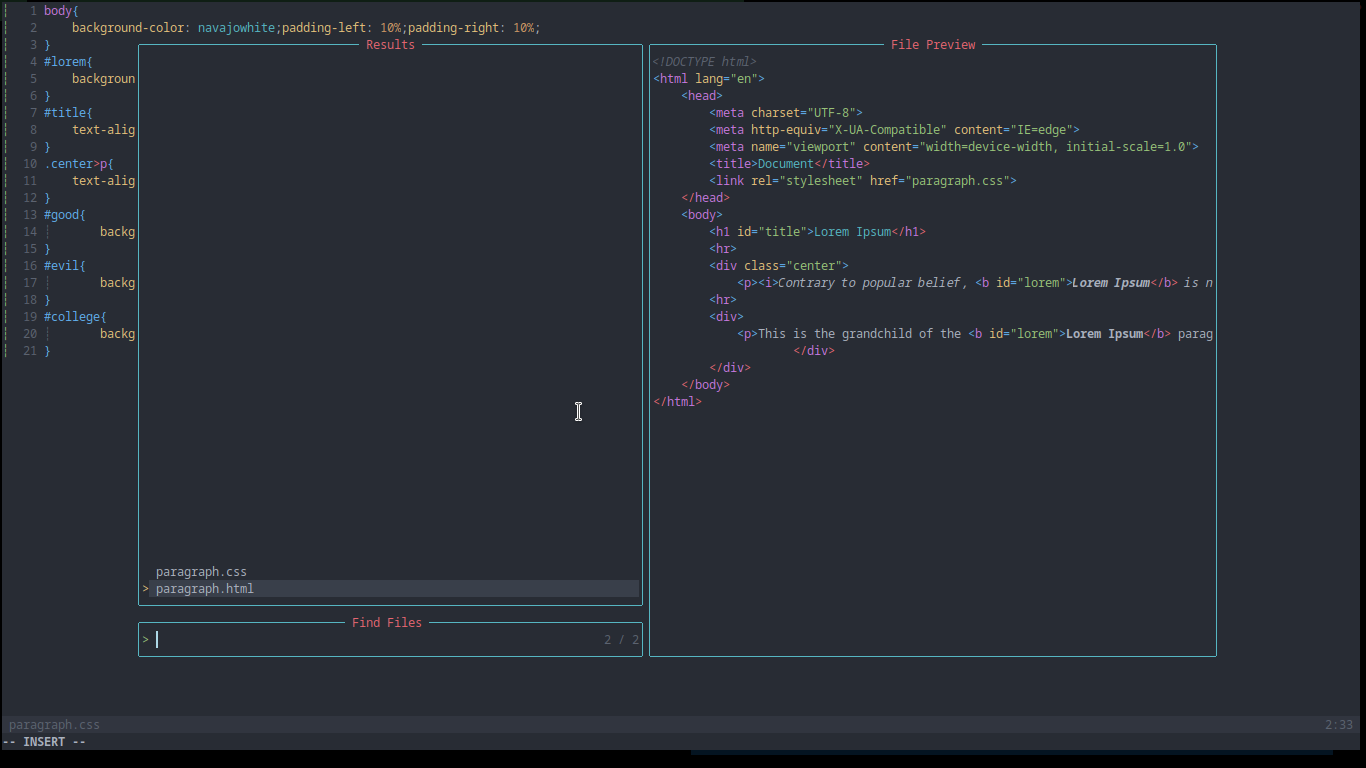 1 body{
2 background-color: navajowhite;padding-left: 10%;padding-right: 10%;
3 }
4 #lorem{
5 backgroun
6 }
7 #title{
8 text-alig
9 }
10 .center>p{
11 text-alig
12 }
13 #good{
14 backg
15 }
16 #evil{
17 backg
18 }
19 #college{
20 backg
21 }
Results
paragraph.css
> paragraph.html
Find Files
> 2 / 2
File Preview
<!DOCTYPE html>
<html lang="en">
<head>
<meta charset="UTF-8">
<meta http-equiv="X-UA-Compatible" content="IE=edge">
<meta name="viewport" content="width=device-width, initial-scale=1.0">
<title>Document</title>
<link rel="stylesheet" href="paragraph.css">
</head>
<body>
<h1 id="title">Lorem Ipsum</h1>
<hr>
<div class="center">
<p><i>Contrary to popular belief, <b id="lorem">Lorem Ipsum</b> is n
<hr>
<div>
<p>This is the grandchild of the <b id="lorem">Lorem Ipsum</b> parag
</div>
</div>
</body>
</html>
paragraph.css 2:33
-- INSERT --